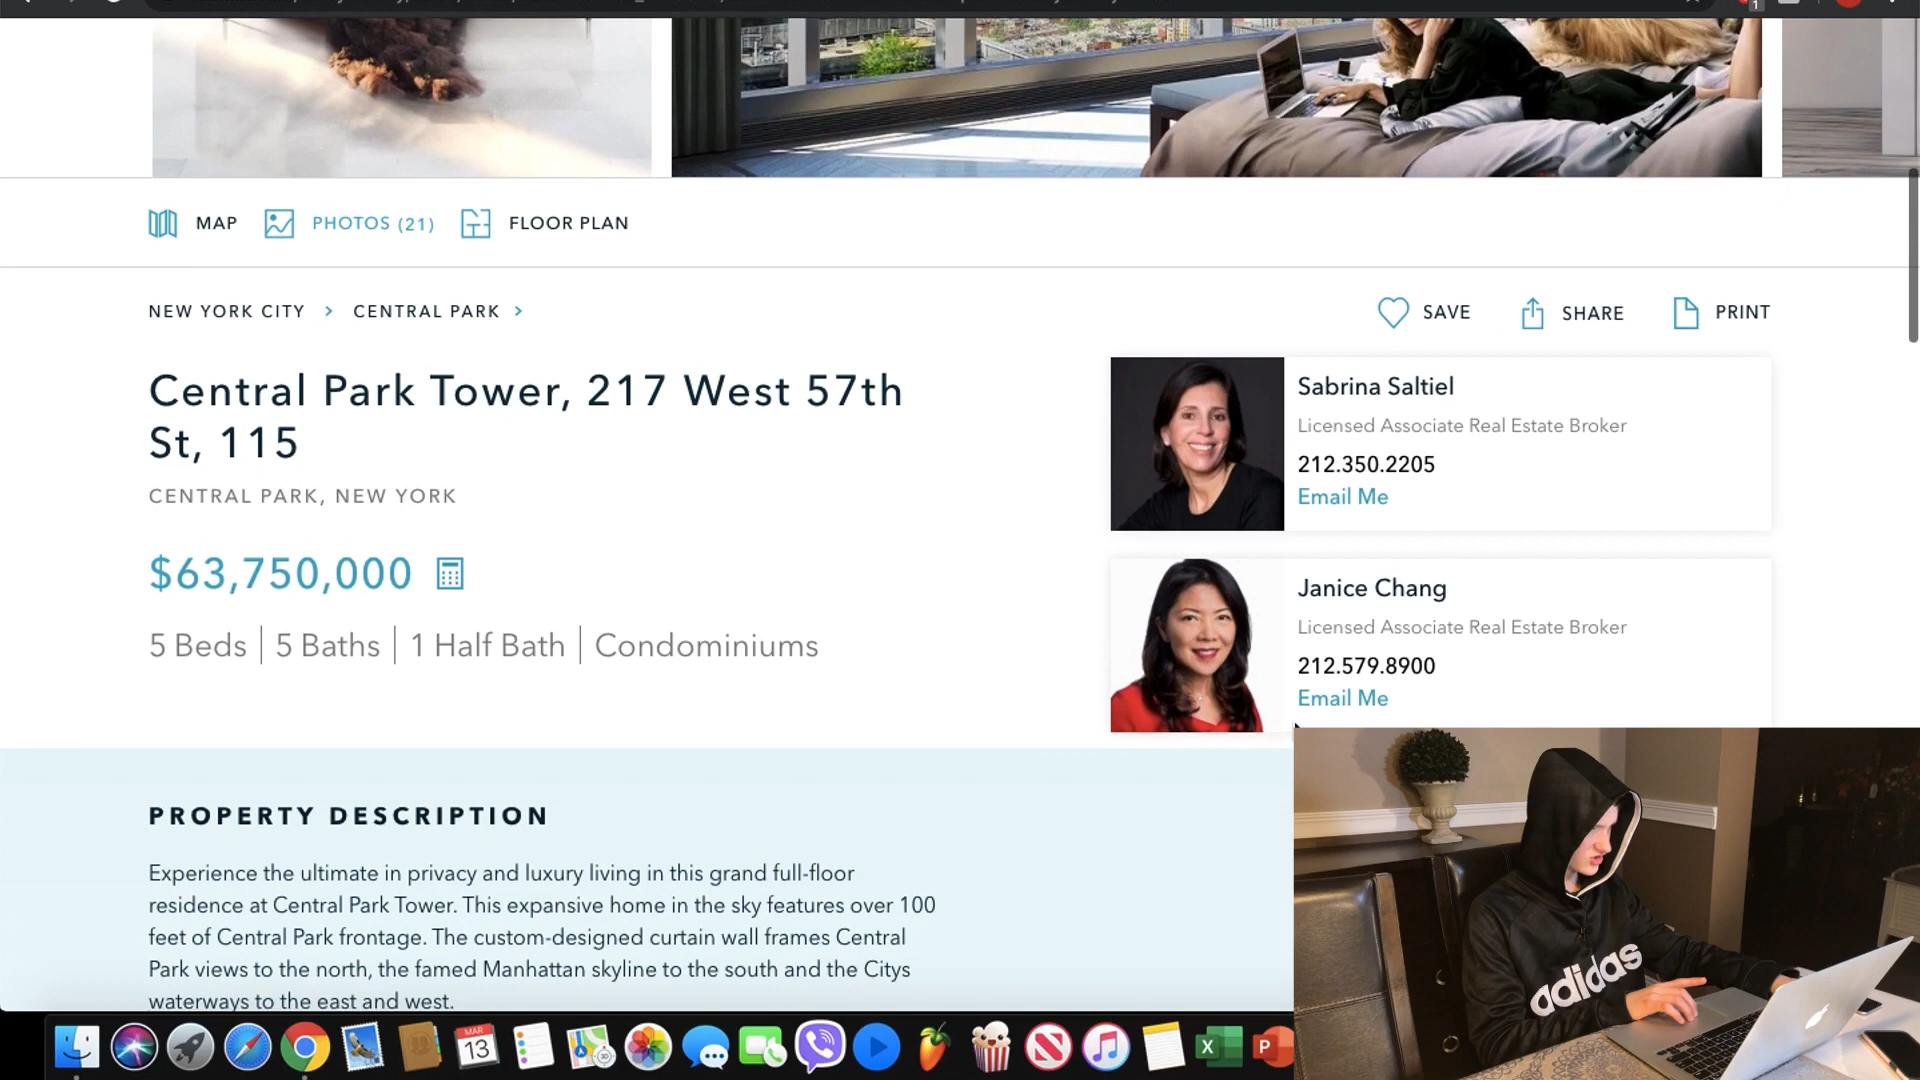 1
MAP PHOTOS (21) FLOOR PLAN
NEW YORK CITY > CENTRAL PARK >
SAVE SHARE PRINT
Central Park Tower, 217 West 57th
St, 115
CENTRAL PARK, NEW YORK
$63,750,000
5 Beds | 5 Baths | 1 Half Bath | Condominiums
Sabrina Saltiel
Licensed Associate Real Estate Broker
212.350.2205
Email Me
Janice Chang
Licensed Associate Real Estate Broker
212.579.8900
Email Me
PROPERTY DESCRIPTION
Experience the ultimate in privacy and luxury living in this grand full-floor
residence at Central Park Tower. This expansive home in the sky features over 100
feet of Central Park frontage. The custom-designed curtain wall frames Central
Park views to the north, the famed Manhattan skyline to the south and the Citys
waterways to the east and west.
adidas
MAR
13
X
P